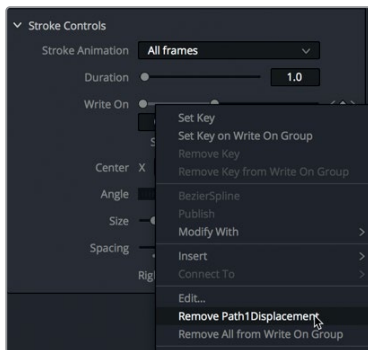 Stroke Controls
Stroke Animation All frames
Duration 1.0
Write On
Center X
Angle
Size
Spacing
Set Key
Set Key on Write On Group
Remove Key
Remove Key from Write On Group
BezierSpline
Publish
Modify With
Insert
Connect To
Edit...
Remove Path1Displacement
Remove All from Write On Group